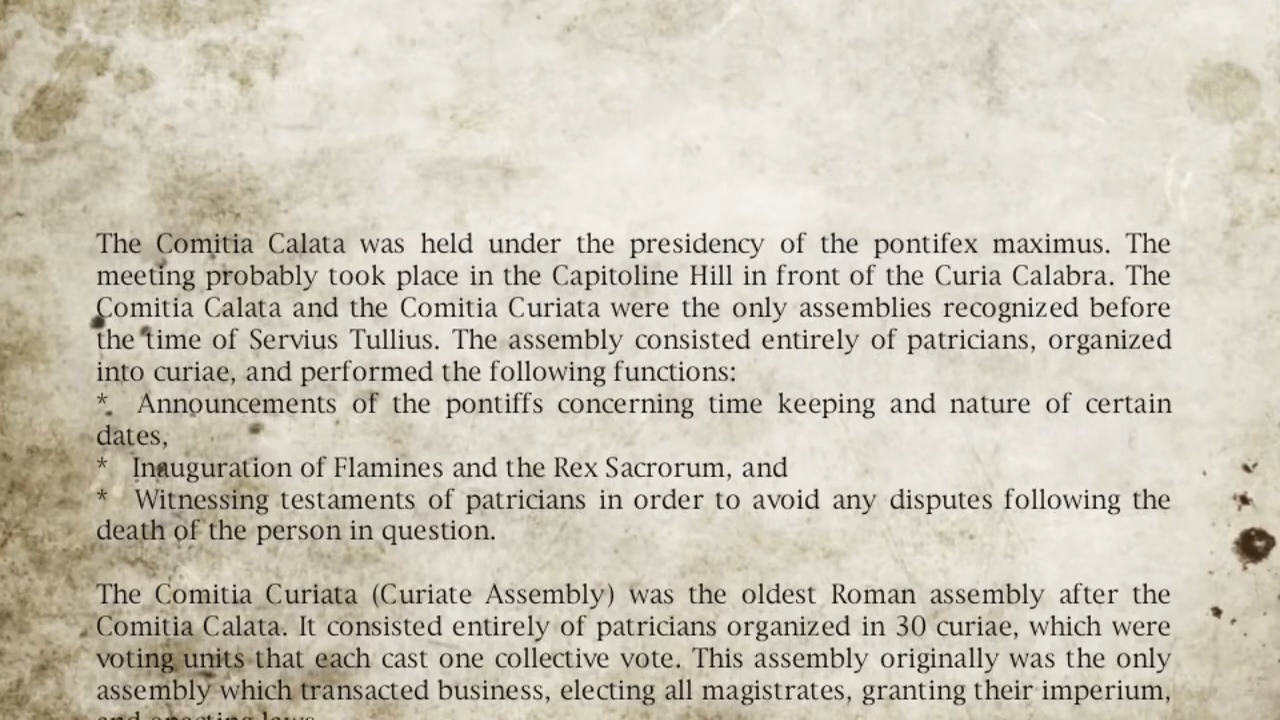 The Comitia Calata was held under the presidency of the pontifex maximus. The
meeting probably took place in the Capitoline Hill in front of the Curia Calabra. The
Comitia Calata and the Comitia Curiata were the only assemblies recognized before
the time of Servius Tullius. The assembly consisted entirely of patricians, organized
into curiae, and performed the following functions:
* Announcements of the pontiffs concerning time keeping and nature of certain
dates,
* Inauguration of Flamines and the Rex Sacrorum, and
* Witnessing testaments of patricians in order to avoid any disputes following the
death of the person in question.
The Comitia Curiata (Curiate Assembly) was the oldest Roman assembly after the
Comitia Calata. It consisted entirely of patricians organized in 30 curiae, which were
voting units that each cast one collective vote. This assembly originally was the only
assembly which transacted business, electing all magistrates, granting their imperium,
and enacting laws.